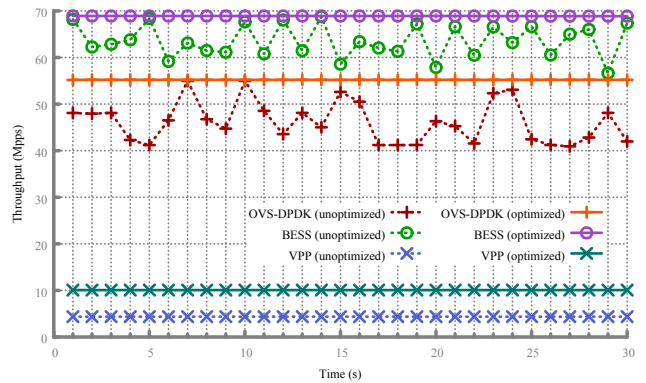 70
60
50
40
30
20
10
0
Throughput (Mpps)
OVS-DPDK (unoptimized) OVS-DPDK (optimized)
BESS (unoptimized) BESS (optimized)
VPP (unoptimized) VPP (optimized)
0 5 10 15 20 25 30
Time (s)